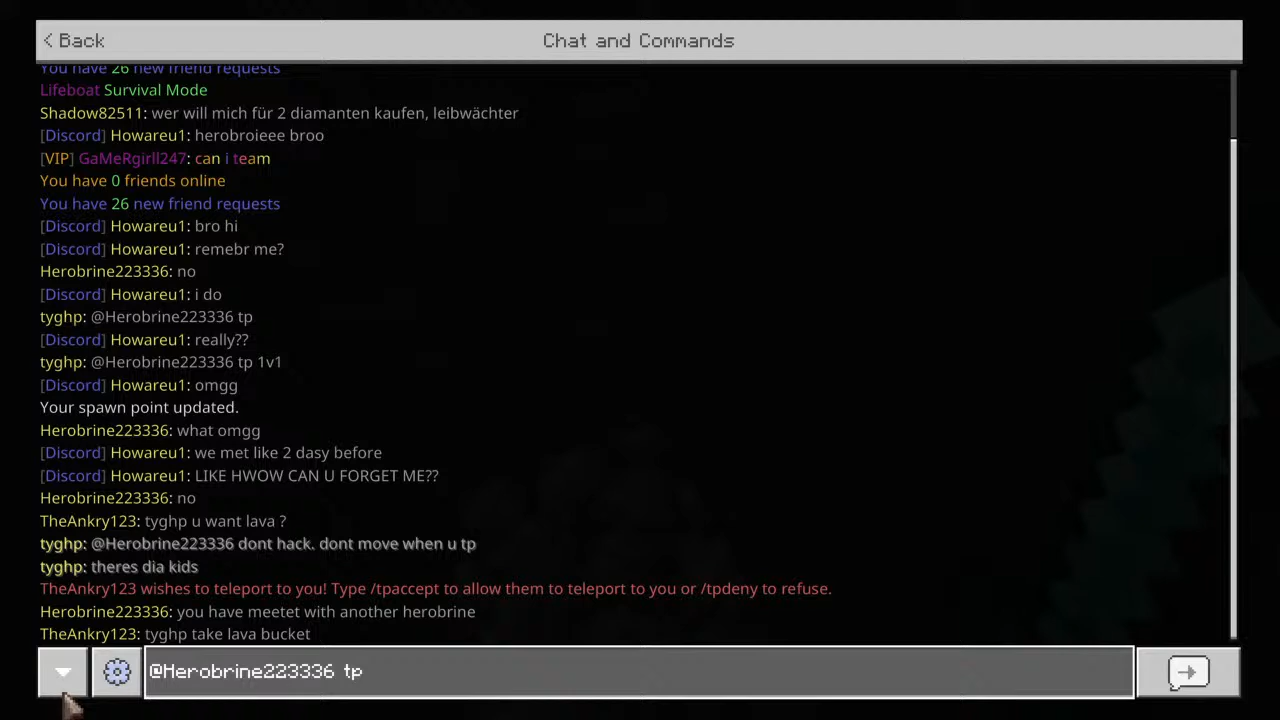 < Back
Chat and Commands
You have 26 new friend requests
Lifeboat Survival Mode
Shadow82511: wer will mich für 2 diamanten kaufen, leibwächter
[Discord] Howareu1: herobroieee broo
[VIP] GaMeRgirll247: can i team
You have 0 friends online
You have 26 new friend requests
[Discord] Howareu1: bro hi
[Discord] Howareu1: remebr me?
Herobrine223336: no
[Discord] Howareu1: i do
tyghp: @Herobrine223336 tp
[Discord] Howareu1: really??
tyghp: @Herobrine223336 tp 1v1
[Discord] Howareu1: omgg
Your spawn point updated.
Herobrine223336: what omgg
[Discord] Howareu1: we met like 2 dasy before
[Discord] Howareu1: LIKE HWOW CAN U FORGET ME??
Herobrine223336: no
TheAnkry123: tyghp u want lava ?
tyghp: @Herobrine223336 dont hack. dont move when u tp
tyghp: theres dia kids
TheAnkry123 wishes to teleport to you! Type /tpaccept to allow them to teleport to you or /tpdeny to refuse.
Herobrine223336: you have meetet with another herobrine
TheAnkry123: tyghp take lava bucket
@Herobrine223336 tp